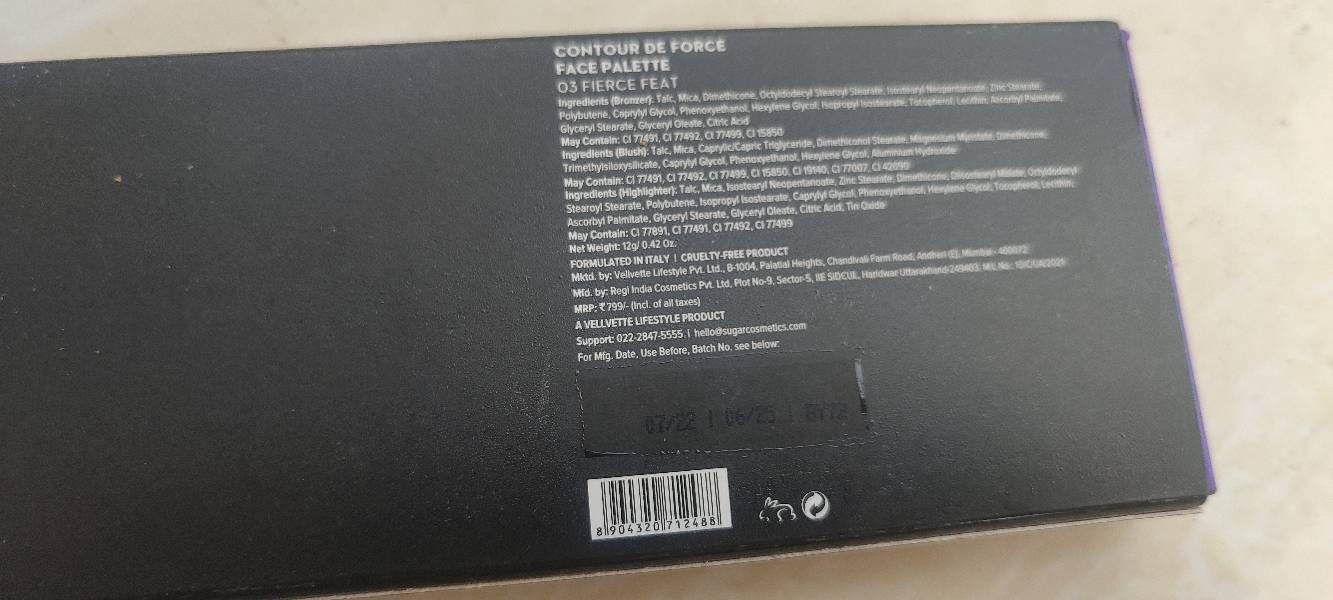 CONTOUR DE FORCE
FACE PALETTE
03 FIERCE FEAT
Ingredients (Bronzer): Talc, Mica, Dimethicone, Octyldodecyl Stearoyl Stearate, Isostearyl Neopentanoate, Zinc Stearate,
Polybutene, Caprylyl Glycol, Phenoxyethanol, Hexylene Glycol, Isopropyl Isostearate, Tocopherol, Lecithin, Ascorbyl Palmitate,
Glyceryl Stearate, Glyceryl Oleate, Citric Acid
May Contain: CI 77491, CI 77492, CI 77499, CI 15850
Ingredients (Blush): Talc, Mica, Caprylic/Capric Triglyceride, Dimethiconol Stearate, Magnesium Myristate, Dimethicone,
Trimethylsiloxysilicate, Caprylyl Glycol, Phenoxyethanol, Hexylene Glycol, Aluminium Hydroxide
May Contain: CI 77491, CI 77492, CI 77499, CI 15850, CI 19140, CI 77007, CI 42090
Ingredients (Highlighter): Talc, Mica, Isostearyl Neopentanoate, Zinc Stearate, Dimethicone, Octyldodecyl
Stearoyl Stearate, Polybutene, Isopropyl Isostearate, Caprylyl Glycol, Phenoxyethanol, Hexylene Glycol, Tocopherol, Lecithin,
Ascorbyl Palmitate, Glyceryl Stearate, Glyceryl Oleate, Citric Acid, Tin Oxide
May Contain: CI 77891, CI 77491, CI 77492, CI 77499
Net Weight: 12g/ 0.42 Oz.
FORMULATED IN ITALY | CRUELTY-FREE PRODUCT
Mktd. by: Vellvette Lifestyle Pvt. Ltd., B-1004, Palatial Heights, Chandivali Farm Road, Andheri (E), Mumbai - 400072
Mfd. by: Regi India Cosmetics Pvt. Ltd, Plot No-9, Sector-5, IIE SIDCUL, Haridwar Uttarakhand-249403. M.L No.:
MRP: ₹ 799/- (Incl. of all taxes)
A VELLVETTE LIFESTYLE PRODUCT
Support: 022-2847-5555. | hello@sugarcosmetics.com
For Mfg. Date, Use Before, Batch No. see below:
07/22 | 06/25 | BY72
8 904320 712488